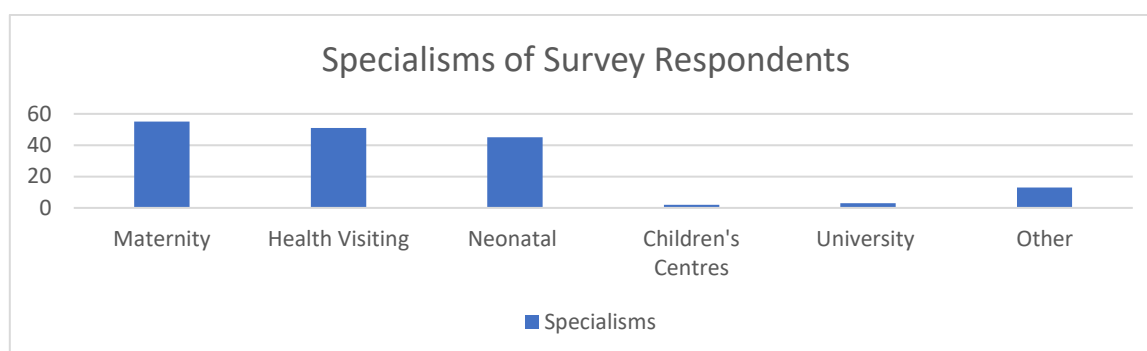 Specialisms of Survey Respondents
60
40
20
0
Maternity
Health Visiting
Neonatal
Children's
Centres
University
Other
Specialisms